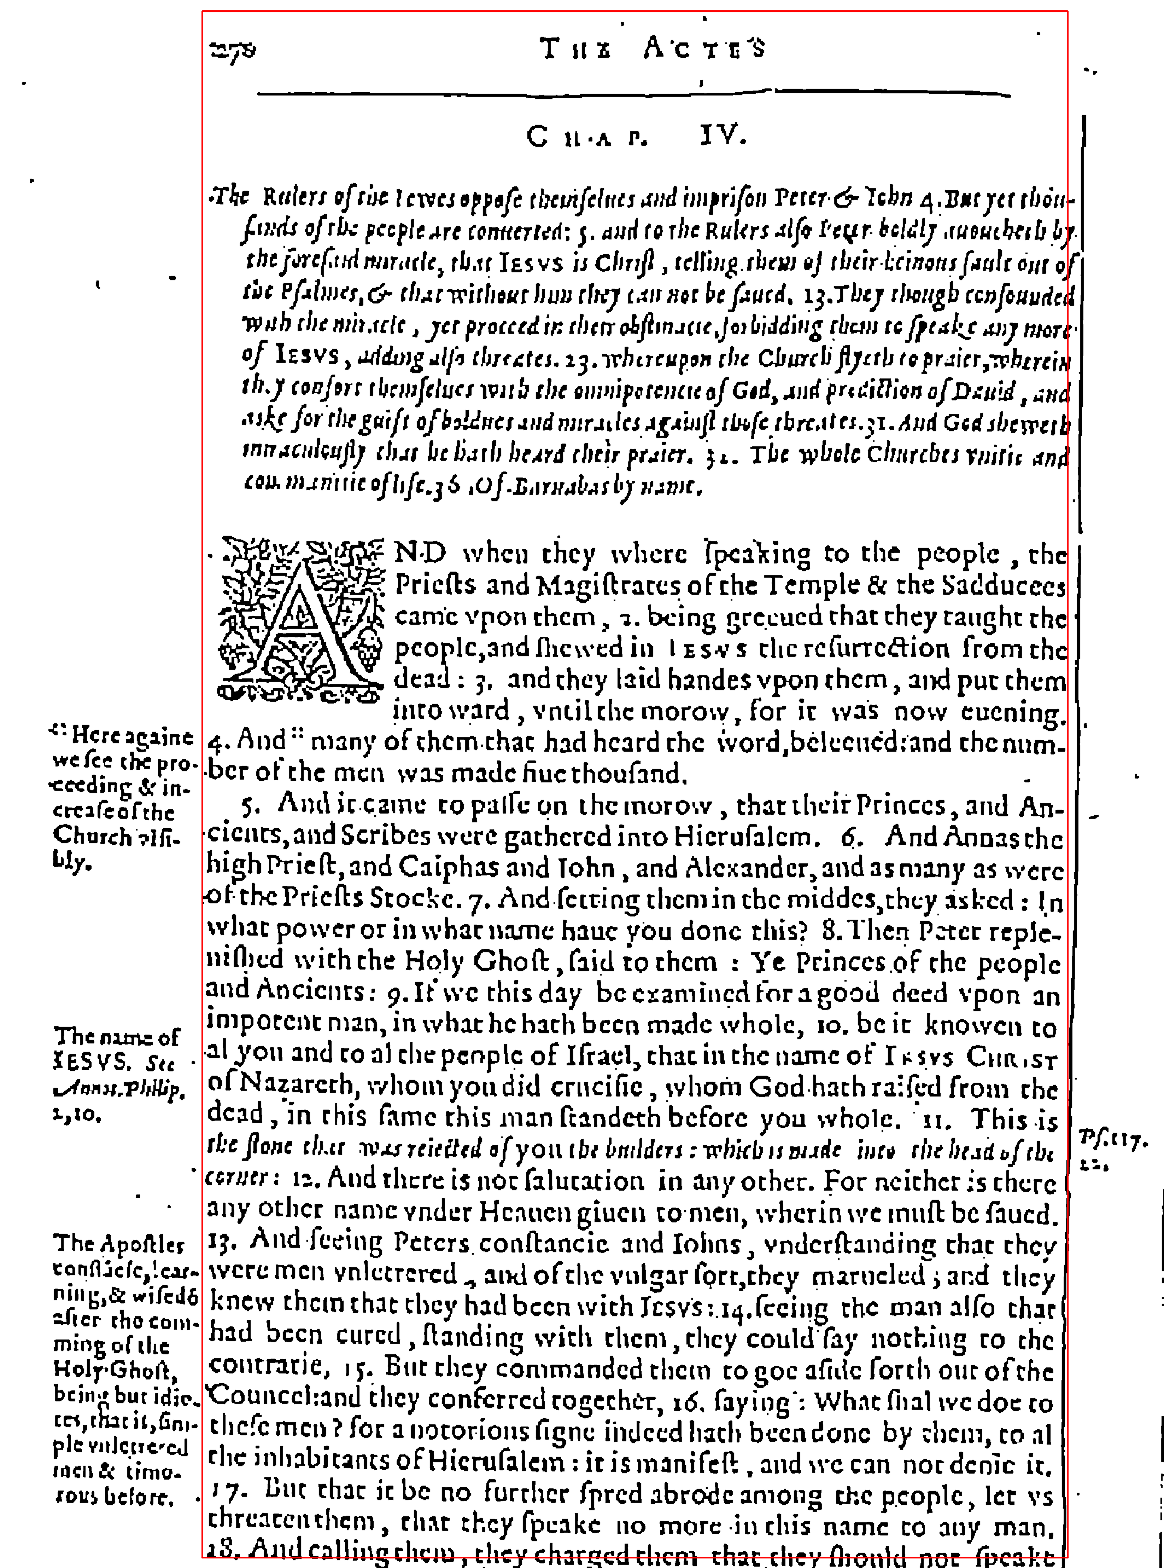 278 THE ACTES
CHAP. IV.
The Rulers of the Iewes oppose themselues and imprison Peter & Iohn 4. But yet thou-
sands of the people are conuerted: 5. and to the Rulers also Peter boldly auoucheth by
the foresaid miracle, that IESVS is Christ, telling them of their heinous fault out of
the Psalmes, & that without him they can not be saued. 13. They though confounded
with the miracle, yet proceed in their obstinacie, forbidding them to speake any more
of IESVS, adding also threates. 23. whereupon the Church flyeth to praier, wherein
they confort themselues with the omnipotencie of God, and prediction of Dauid, and
aske for the guift of boldnes and miracles against those threates. 31. And God sheweth
miraculously that he hath heard their praier. 32. The whole Churches vnitie and
communitie of life. 36. Of Barnabas by name.
AND when they where speaking to the people, the
Priests and Magistrates of the Temple & the Sadducees
came vpon them, 2. being greeued that they taught the
people, and shewed in IESVS the resurrection from the
dead: 3. and they laid handes vpon them, and put them
into ward, vntil the morow, for it was now euening.
4. And :: many of them that had heard the word, beleeued: and the num-
ber of the men was made fiue thousand.
5. And it came to passe on the morow, that their Princes, and An-
cients, and Scribes were gathered into Hierusalem. 6. And Annas the
high Priest, and Caiphas and Iohn, and Alexander, and as many as were
of the Priests Stocke. 7. And setting them in the middes, they asked: In
what power or in what name haue you done this? 8. Then Peter reple-
nished with the Holy Ghost, said to them: Ye Princes of the people
and Ancients: 9. If we this day be examined for a good deed vpon an
impotent man, in what he hath been made whole, 10. be it knowen to
al you and to al the people of Israel, that in the name of IESVS CHRIST
of Nazareth, whom you did crucifie, whom God hath raised from the
dead, in this same this man standeth before you whole. 11. This is
the stone that was reiected of you the builders: which is made into the head of the
corner: 12. And there is not saluation in any other. For neither is there
any other name vnder Heauen giuen to men, wherin we must be saued.
13. And seeing Peters constancie and Iohns, vnderstanding that they
were men vnlettered, and of the vulgar sort, they marueled; and they
knew them that they had been with IESVS: 14. seeing the man also that
had been cured, standing with them, they could say nothing to the
contrarie, 15. But they commanded them to goe aside forth out of the
Councel: and they conferred together, 16. saying: What shal we doe to
these men? for a notorious signe indeed hath been done by them, to al
the inhabitants of Hierusalem: it is manifest, and we can not denie it.
17. But that it be no further spred abrode among the people, let vs
threaten them, that they speake no more in this name to any man.
18. And calling them, they charged them that they should not speake
:: Here againe
we see the pro-
ceeding & in-
crease of the
Church visi-
bly.
The name of
IESVS. See
Annot. Philip.
2,10.
The Apostles
constãcie, lear-
ning, & wisedõ
after the com-
ming of the
Holy Ghost,
being but idio-
tes, that is, sim-
ple vnlettered
men & timo-
rous before.
Ps. 117.
22.